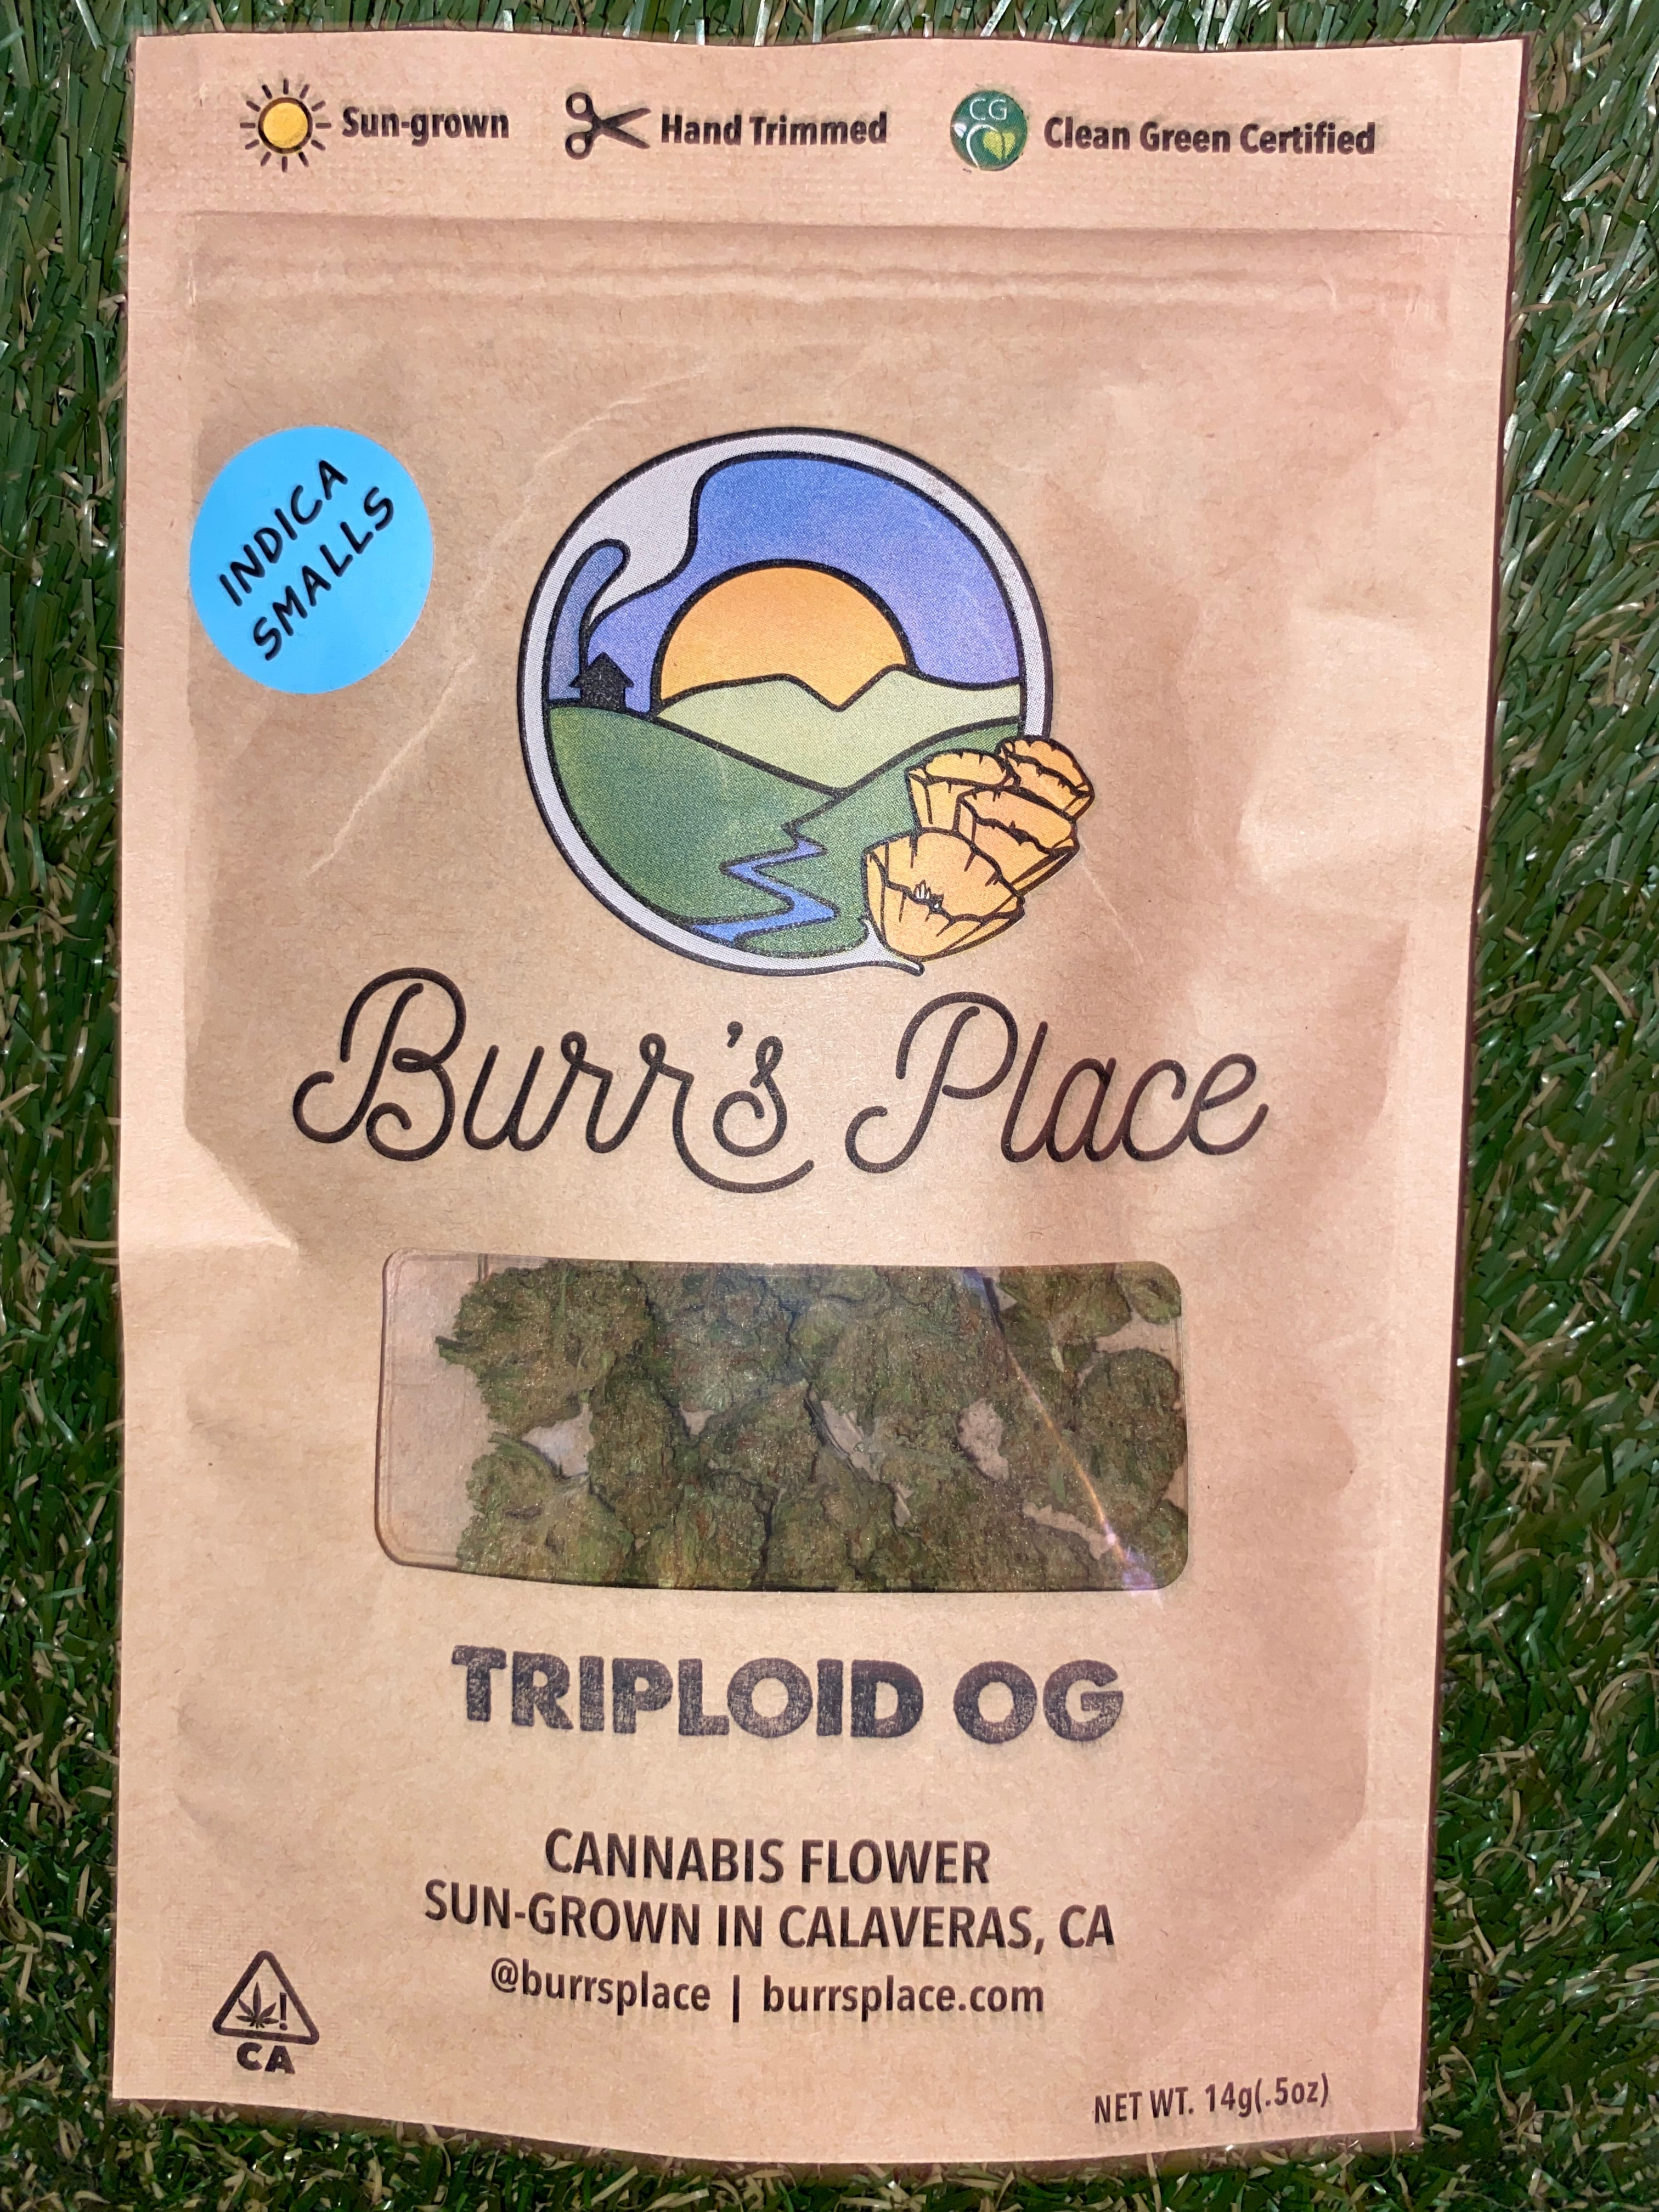 Sun-grown
Hand Trimmed
CG
Clean Green Certified
INDICA
SMALLS
Burr's Place
TRIPLOID OG
CANNABIS FLOWER
SUN-GROWN IN CALAVERAS, CA
@burrsplace | burrsplace.com
!
CA
NET WT. 14g(.5oz)